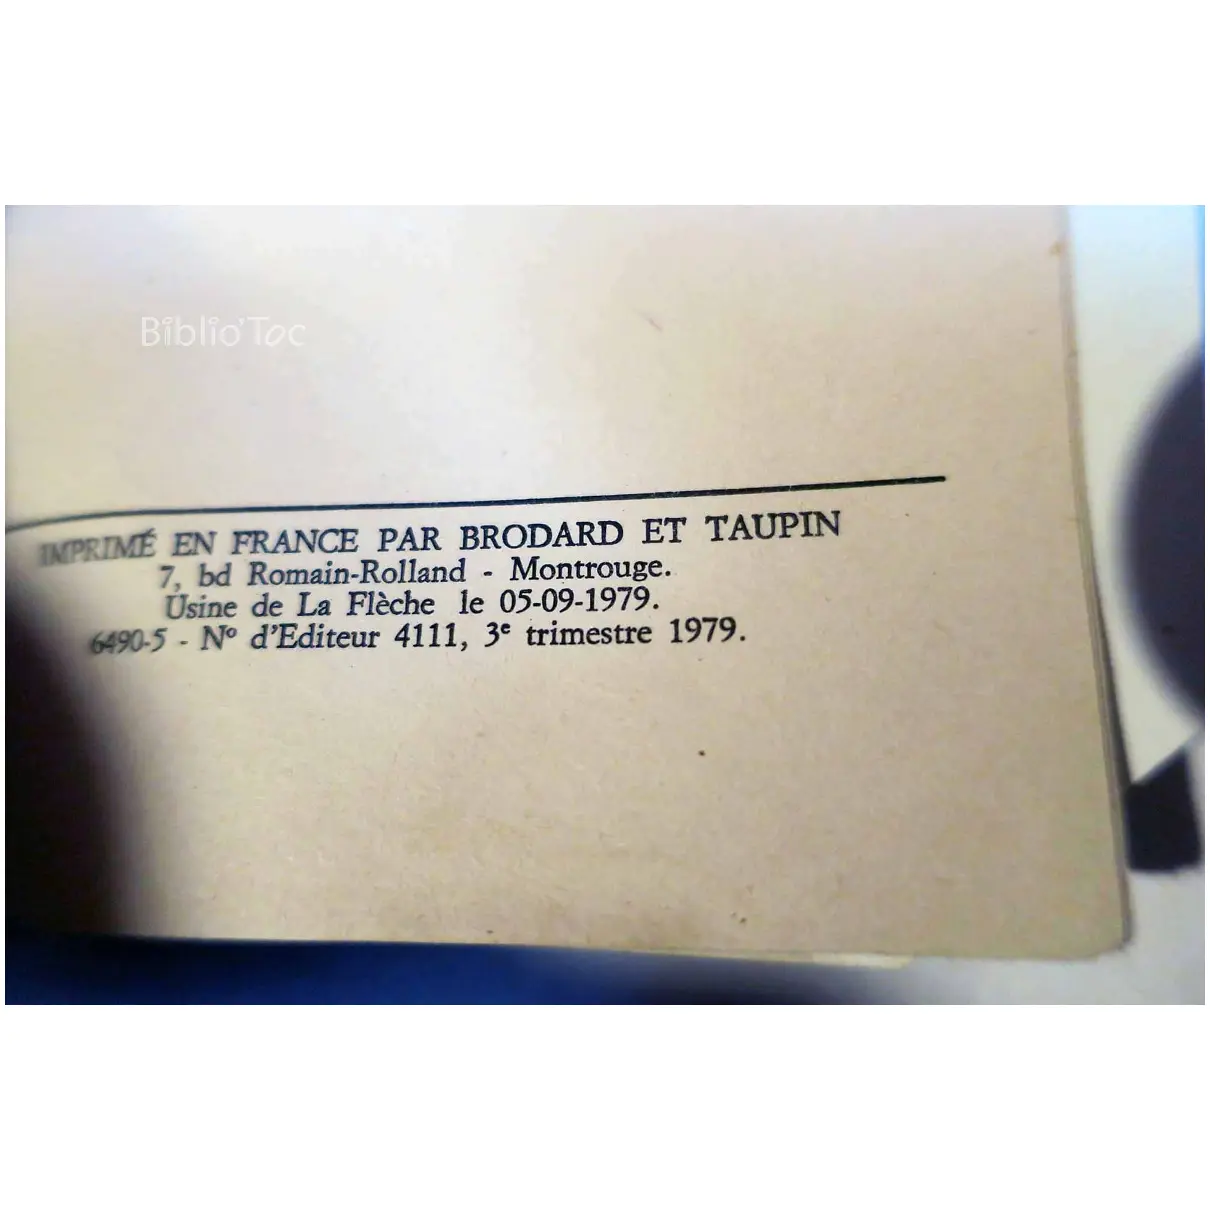 Biblio'Toc
IMPRIMÉ EN FRANCE PAR BRODARD ET TAUPIN
7, bd Romain-Rolland - Montrouge.
Usine de La Flèche le 05-09-1979.
6490-5 - Nº d'Editeur 4111, 3e trimestre 1979.